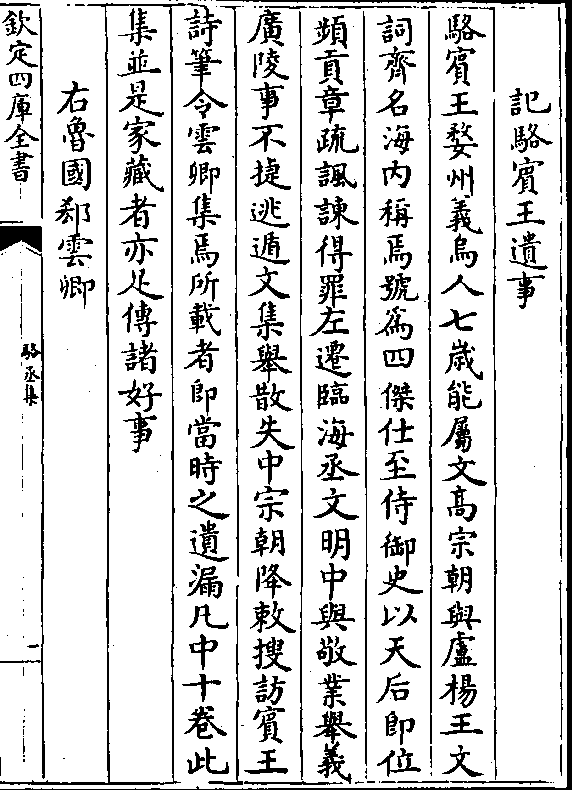 記駱賓王遺事
駱賓王婺州義烏人七歳能屬文高宗朝與盧楊王文
詞齊名海内稱焉號為四傑仕至侍御史以天后即位
頻貢章疏諷諫得罪左遷臨海丞文明中與敬業舉義
廣陵事不捷逃遁文集舉散失中宗朝降敕搜訪賓王
詩筆令雲卿集焉所載者即當時之遺漏凡中十卷此
集並是家藏者亦足傳諸好事
右魯國郄雲卿
欽定四庫全書
駱丞集
一